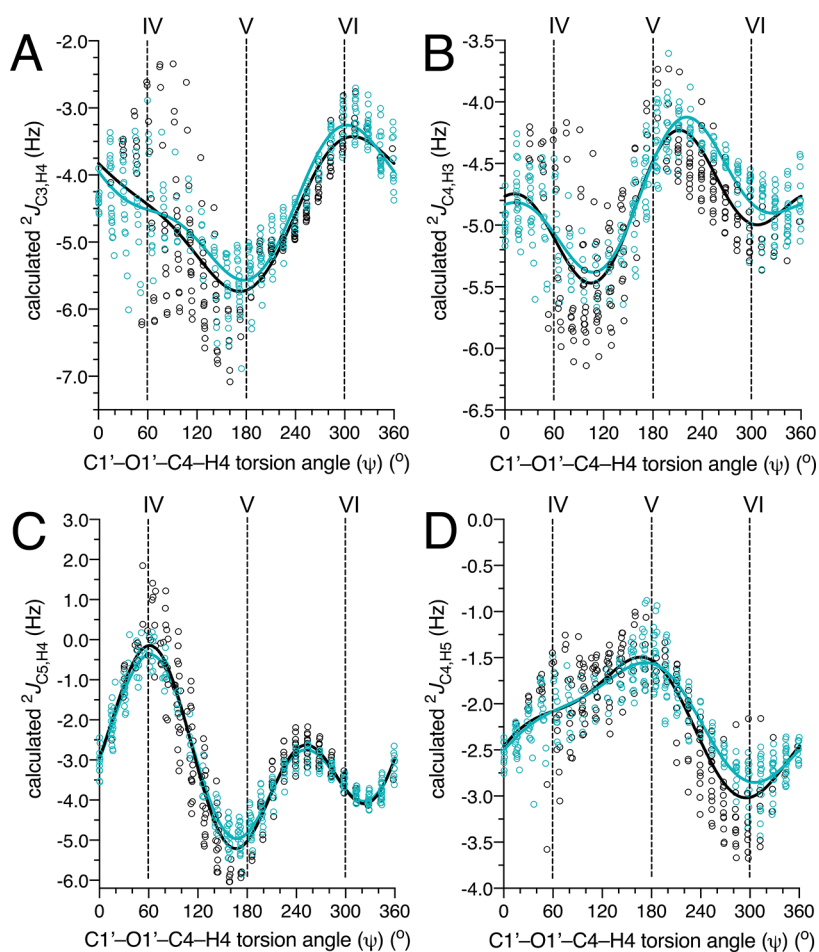 IV V VI
A
-2.0
-3.0
-4.0
-5.0
-6.0
-7.0
calculated ²J_C3,H4 (Hz)
0 60 120 180 240 300 360
C1'–O1'–C4–H4 torsion angle (ψ) (°)
IV V VI
B
-3.5
-4.0
-4.5
-5.0
-5.5
-6.0
-6.5
calculated ²J_C4,H3 (Hz)
0 60 120 180 240 300 360
C1'–O1'–C4–H4 torsion angle (ψ) (°)
IV V VI
C
3.0
2.0
1.0
0.0
-1.0
-2.0
-3.0
-4.0
-5.0
-6.0
calculated ²J_C5,H4 (Hz)
0 60 120 180 240 300 360
C1'–O1'–C4–H4 torsion angle (ψ) (°)
IV V VI
D
0.0
-0.5
-1.0
-1.5
-2.0
-2.5
-3.0
-3.5
-4.0
calculated ²J_C4,H5 (Hz)
0 60 120 180 240 300 360
C1'–O1'–C4–H4 torsion angle (ψ) (°)